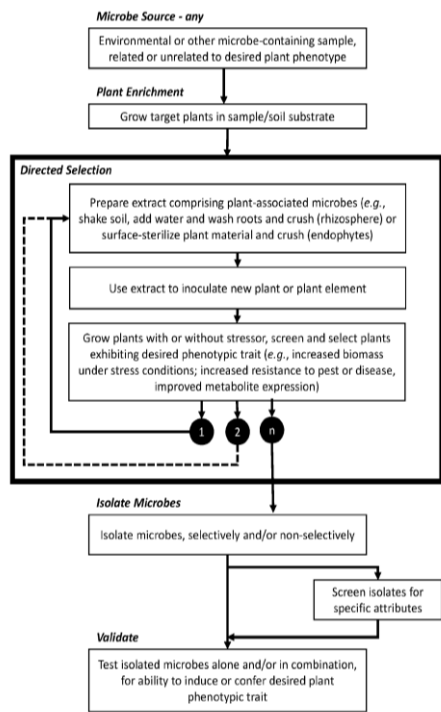 Microbe Source - any
Environmental or other microbe-containing sample,
related or unrelated to desired plant phenotype
Plant Enrichment
Grow target plants in sample/soil substrate
Directed Selection
Prepare extract comprising plant-associated microbes (e.g.,
shake soil, add water and wash roots and crush (rhizosphere) or
surface-sterilize plant material and crush (endophytes)
Use extract to inoculate new plant or plant element
Grow plants with or without stressor, screen and select plants
exhibiting desired phenotypic trait (e.g., increased biomass
under stress conditions; increased resistance to pest or disease,
improved metabolite expression)
1 2 n
Isolate Microbes
Isolate microbes, selectively and/or non-selectively
Screen isolates for
specific attributes
Validate
Test isolated microbes alone and/or in combination,
for ability to induce or confer desired plant
phenotypic trait